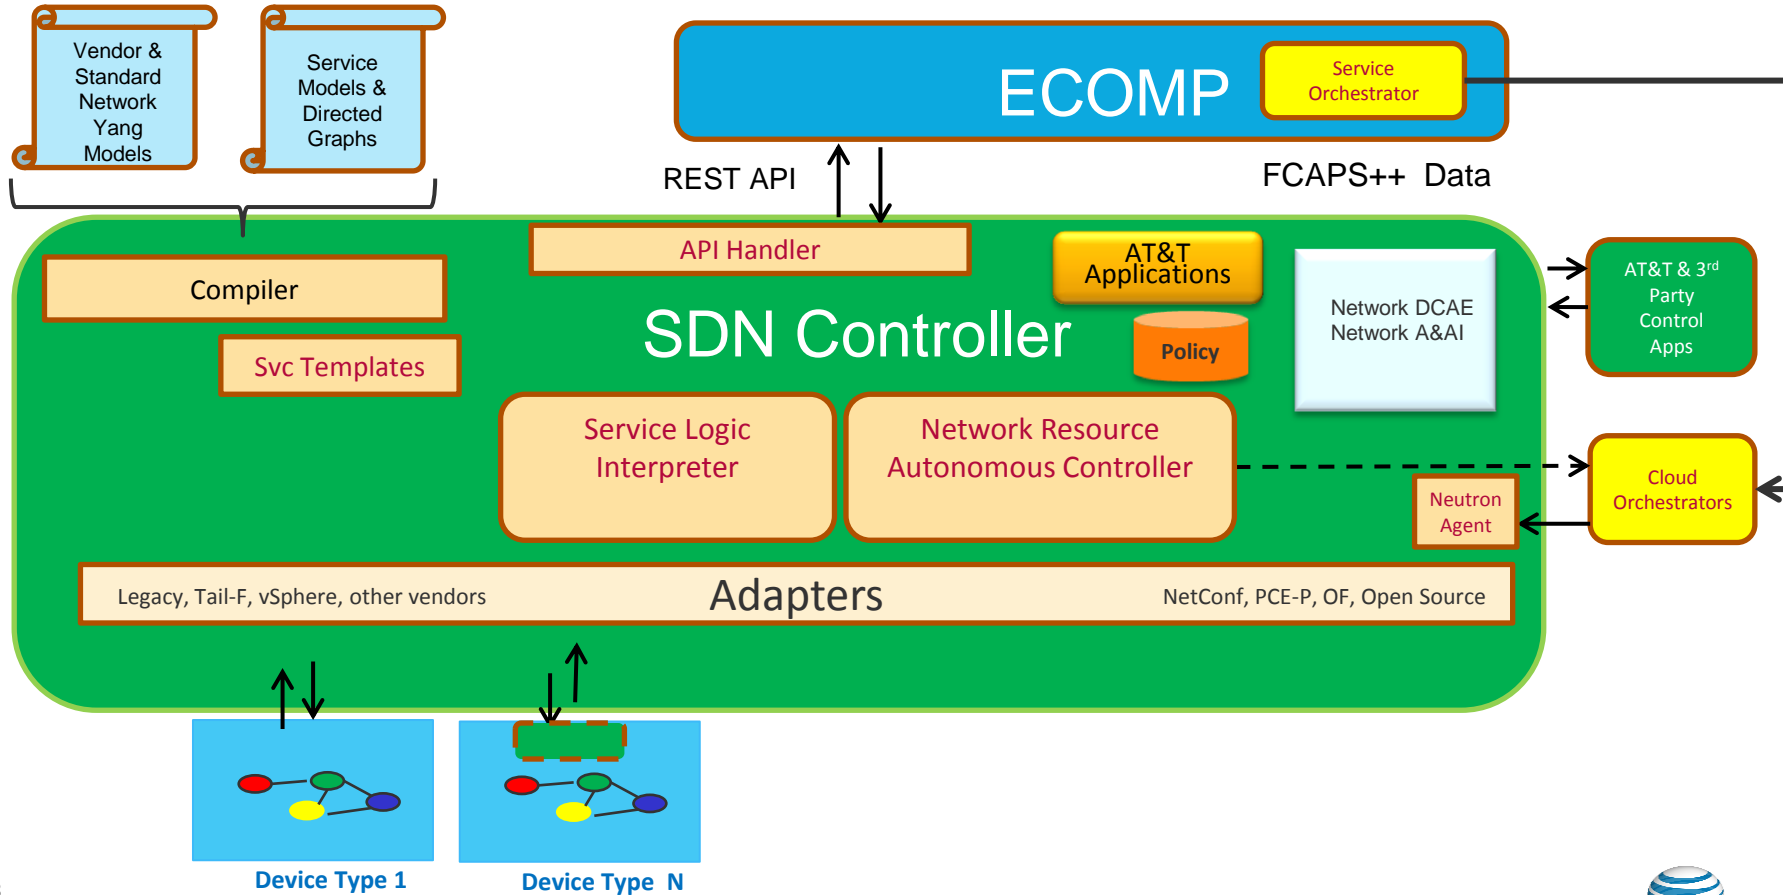 Vendor &
Standard
Network
Yang
Models
Service
Models &
Directed
Graphs
ECOMP
Service
Orchestrator
REST API
FCAPS++ Data
API Handler
AT&T
Applications
Compiler
Svc Templates
SDN Controller
Policy
Network DCAE
Network A&AI
AT&T & 3rd
Party
Control
Apps
Service Logic
Interpreter
Network Resource
Autonomous Controller
Neutron
Agent
Cloud
Orchestrators
Legacy, Tail-F, vSphere, other vendors
Adapters
NetConf, PCE-P, OF, Open Source
Device Type 1
Device Type N